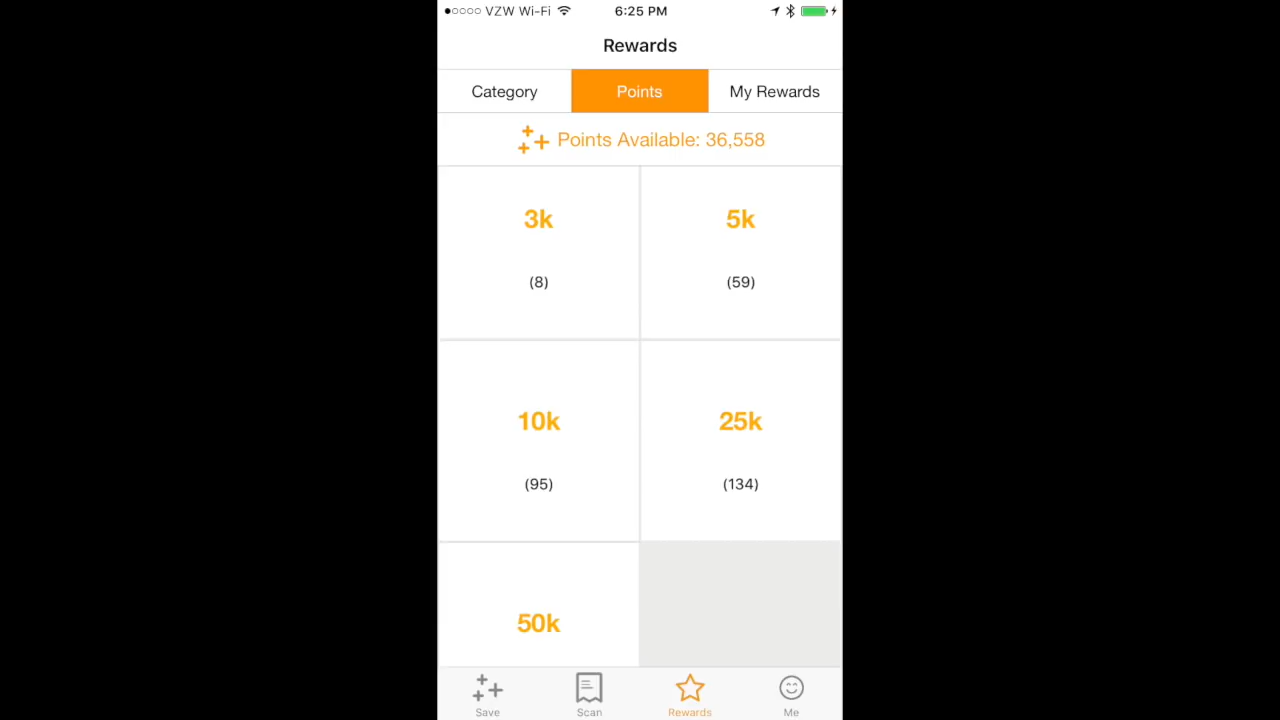 VZW Wi-Fi 6:25 PM
Rewards
Category Points My Rewards
Points Available: 36,558
3k 5k
(8) (59)
10k 25k
(95) (134)
50k
Save Scan Rewards Me